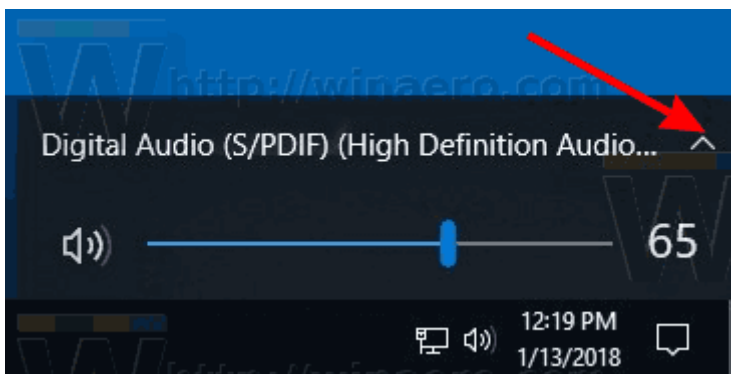 http://winaero.com
Digital Audio (S/PDIF) (High Definition Audio...
65
12:19 PM
1/13/2018